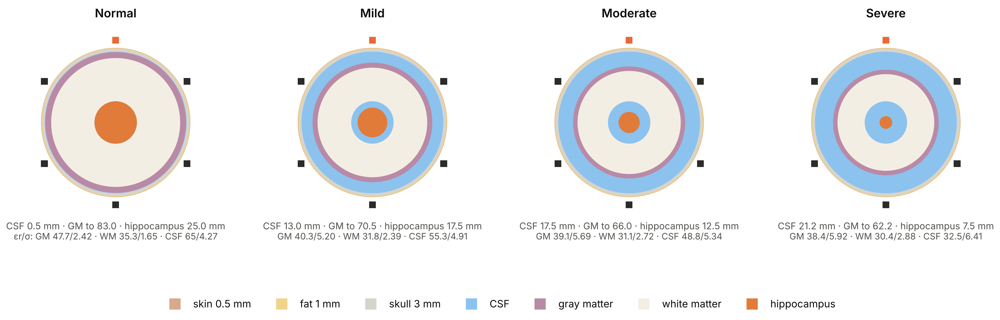 Normal
Mild
Moderate
Severe
CSF 0.5 mm · GM to 83.0 · hippocampus 25.0 mm
εr/σ: GM 47.7/2.42 · WM 35.3/1.65 · CSF 65/4.27
CSF 13.0 mm · GM to 70.5 · hippocampus 17.5 mm
GM 40.3/5.20 · WM 31.8/2.39 · CSF 55.3/4.91
CSF 17.5 mm · GM to 66.0 · hippocampus 12.5 mm
GM 39.1/5.69 · WM 31.1/2.72 · CSF 48.8/5.34
CSF 21.2 mm · GM to 62.2 · hippocampus 7.5 mm
GM 38.4/5.92 · WM 30.4/2.88 · CSF 32.5/6.41
skin 0.5 mm
fat 1 mm
skull 3 mm
CSF
gray matter
white matter
hippocampus